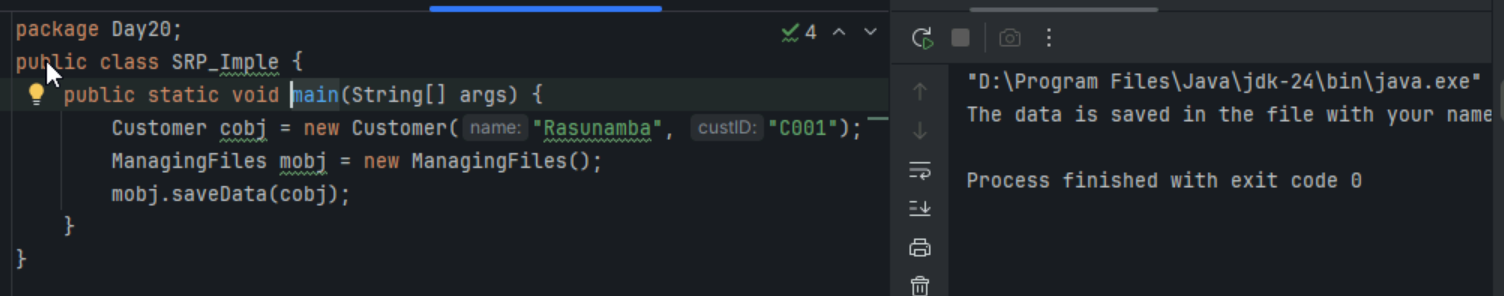 package Day20;
public class SRP_Imple {
public static void main(String[] args) {
Customer cobj = new Customer( name: "Rasunamba", custID: "C001");
ManagingFiles mobj = new ManagingFiles();
mobj.saveData(cobj);
}
}
4
"D:\Program Files\Java\jdk-24\bin\java.exe"
The data is saved in the file with your name
Process finished with exit code 0